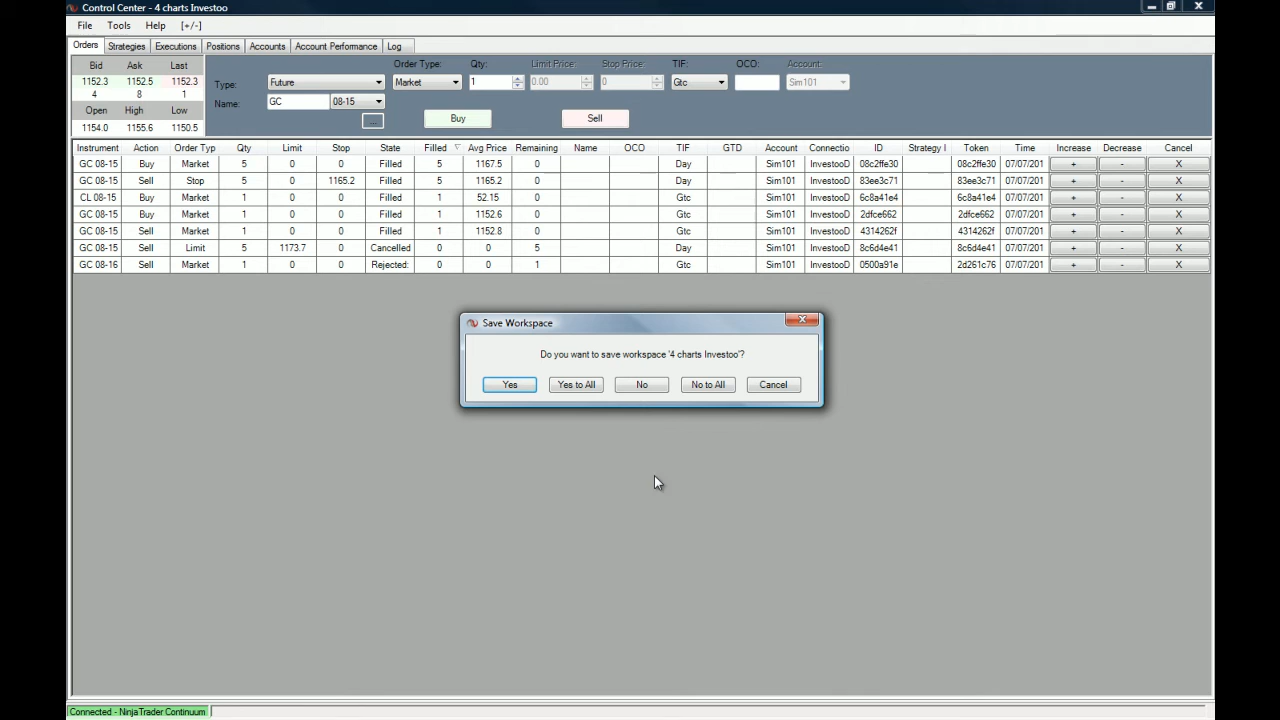 Control Center - 4 charts Investoo
File Tools Help [+/-]
Orders Strategies Executions Positions Accounts Account Performance Log
Bid Ask Last
1152.3 1152.5 1152.3
4 8 1
Open High Low
1154.0 1155.6 1150.5
Order Type: Qty: Limit Price: Stop Price: TIF: OCO: Account:
Type: Future Market 1 0.00 0 Gtc Sim101
Name: GC 08-15
... Buy Sell
Instrument Action Order Typ Qty Limit Stop State Filled Avg Price Remaining Name OCO TIF GTD Account Connectio ID Strategy I Token Time Increase Decrease Cancel
GC 08-15 Buy Market 5 0 0 Filled 5 1167.5 0 Day Sim101 InvestooD 08c2ffe30 08c2ffe30 07/07/201 + - X
GC 08-15 Sell Stop 5 0 1165.2 Filled 5 1165.2 0 Day Sim101 InvestooD 83ee3c71 83ee3c71 07/07/201 + - X
CL 08-15 Buy Market 1 0 0 Filled 1 52.15 0 Gtc Sim101 InvestooD 6c8a41e4 6c8a41e4 07/07/201 + - X
GC 08-15 Buy Market 1 0 0 Filled 1 1152.6 0 Gtc Sim101 InvestooD 2dfce662 2dfce662 07/07/201 + - X
GC 08-15 Sell Market 1 0 0 Filled 1 1152.8 0 Gtc Sim101 InvestooD 4314262f 4314262f 07/07/201 + - X
GC 08-15 Sell Limit 5 1173.7 0 Cancelled 0 0 5 Day Sim101 InvestooD 8c6d4e41 8c6d4e41 07/07/201 + - X
GC 08-16 Sell Market 1 0 0 Rejected: 0 0 1 Gtc Sim101 InvestooD 0500a91e 2d261c76 07/07/201 + - X
Save Workspace
Do you want to save workspace '4 charts Investoo'?
Yes Yes to All No No to All Cancel
Connected - NinjaTrader Continuum